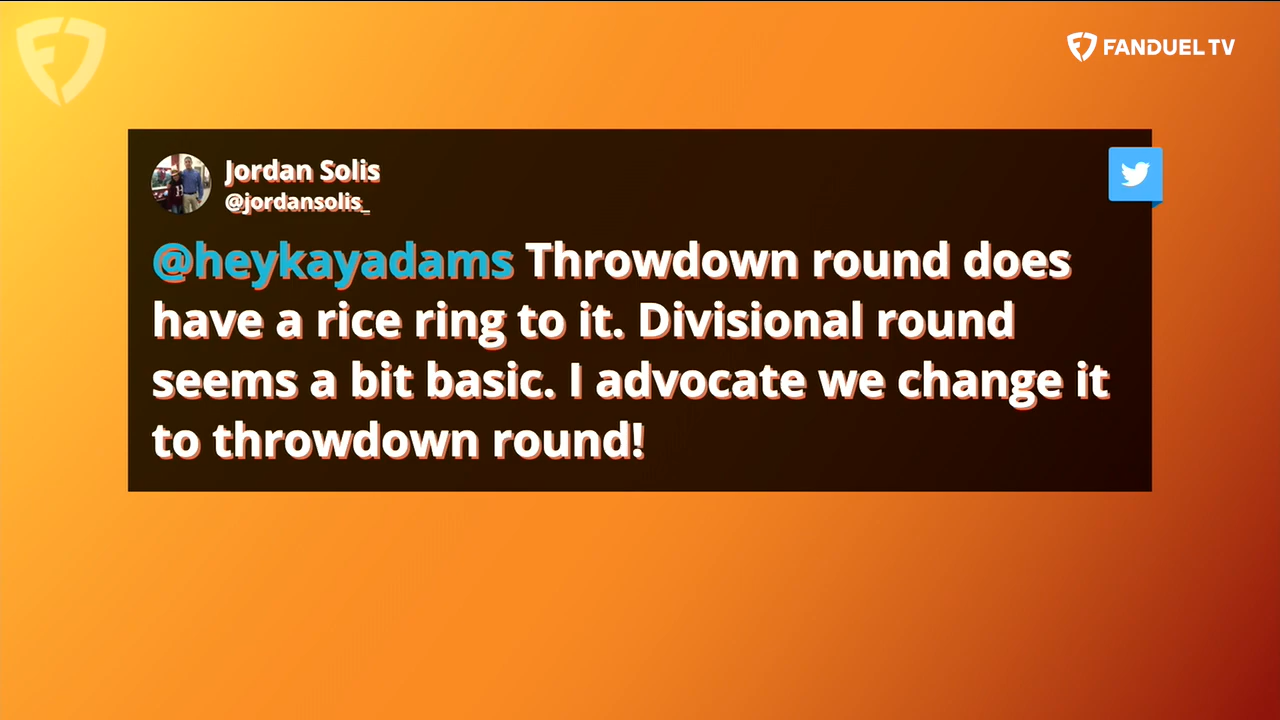 FANDUEL TV
Jordan Solis
@jordansolis_
@heykayadams Throwdown round does
have a rice ring to it. Divisional round
seems a bit basic. I advocate we change it
to throwdown round!